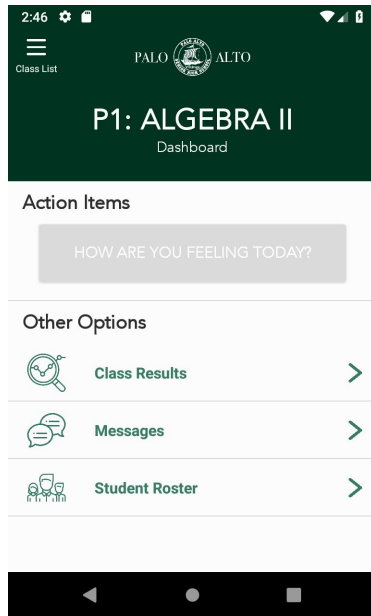 2:46
Class List
PALO ALTO
P1: ALGEBRA II
Dashboard
Action Items
HOW ARE YOU FEELING TODAY?
Other Options
Class Results
Messages
Student Roster